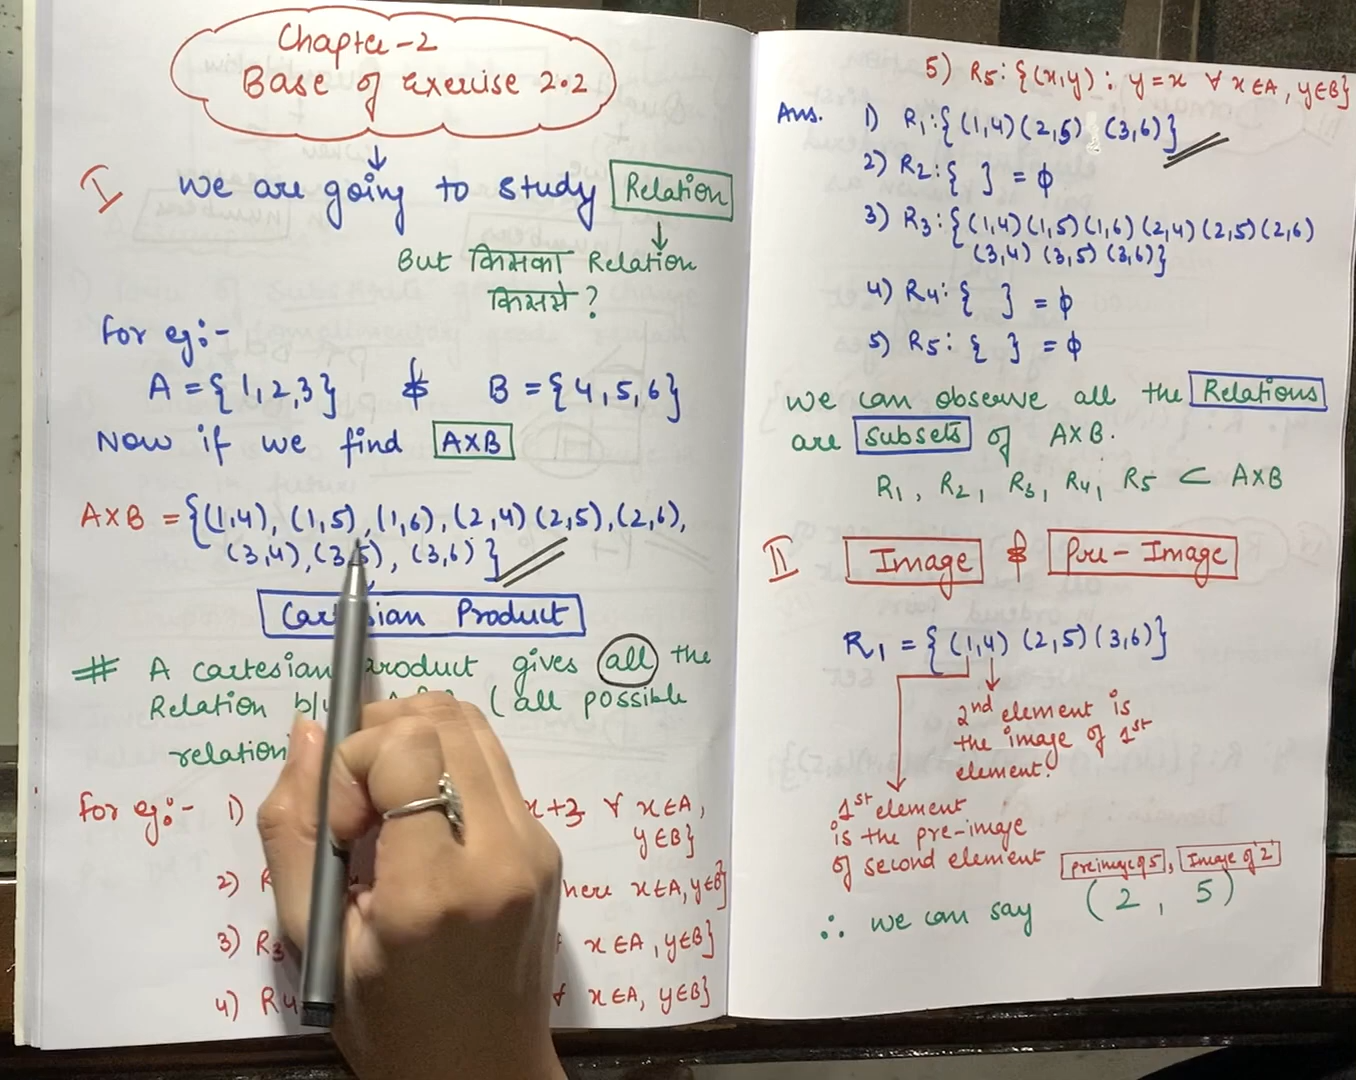 Chapter-2
Base of Exercise 2.2
I we are going to study Relation
But किसका Relation
किससे ?
For eg:-
A = {1,2,3} & B = {4,5,6}
Now if we find A×B
A×B = {(1,4), (1,5), (1,6), (2,4) (2,5), (2,6),
(3,4), (3,5), (3,6)}
Cartesian Product
# A cartesian product gives all the
Relation (all possible
relation
For eg:- 1) x+3 ∀ x∈A,
y∈B}
2) x∈A, y∈B}
3) R3 x∈A, y∈B}
4) R4 x∈A, y∈B}
5) R5: {(x,y) : y = x ∀ x∈A, y∈B}
Ans. 1) R1:{(1,4) (2,5) (3,6)}
2) R2:{ } = ϕ
3) R3:{(1,4) (1,5) (1,6) (2,4) (2,5) (2,6)
(3,4) (3,5) (3,6)}
4) R4:{ } = ϕ
5) R5: { } = ϕ
we can observe all the Relations
are subsets of A×B.
R1, R2, R3, R4, R5 ⊂ A×B
II Image & Pre-Image
R1 = {(1,4) (2,5) (3,6)}
2nd element is
the image of 1st
element.
1st element
is the pre-image
of second element
preimage of 5, Image of '2'
∴ we can say (2, 5)